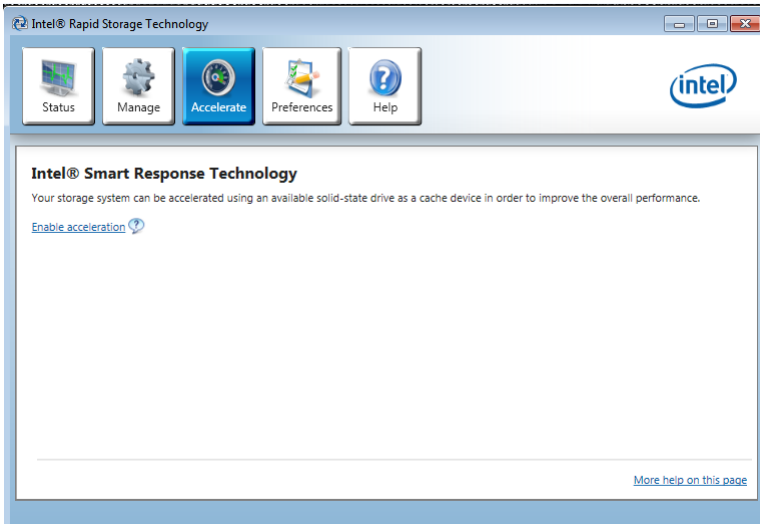 Intel® Rapid Storage Technology
Status
Manage
Accelerate
Preferences
Help
intel
Intel® Smart Response Technology
Your storage system can be accelerated using an available solid-state drive as a cache device in order to improve the overall performance.
Enable acceleration ?
More help on this page